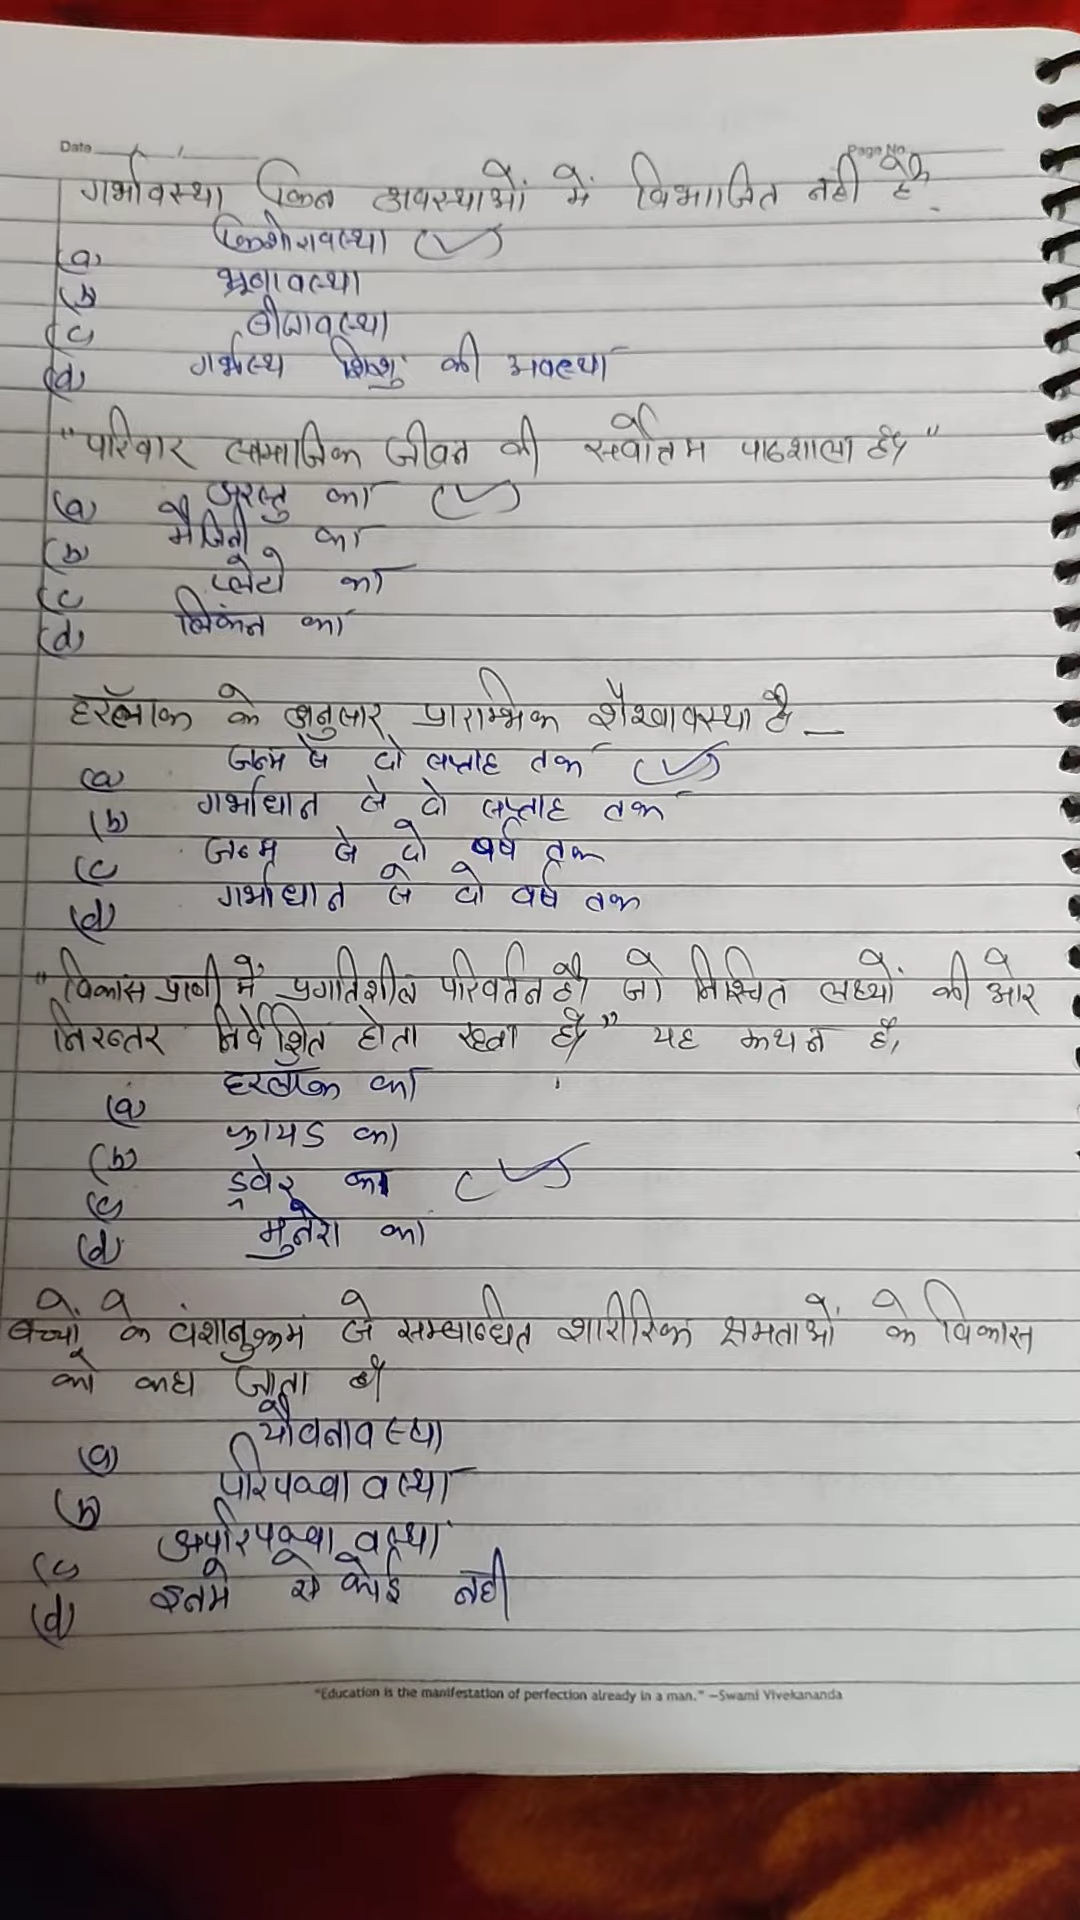 Date
Page No.
गर्भावस्था किन अवस्थाओं में विभाजित नही है
(a) किशोरावस्था
(b) भ्रूणावस्था
(c) बीजावस्था
(d) गर्भस्थ शिशु की अवस्था
"परिवार सामाजिक जीवन की सर्वोत्तम पाठशाला है"
(a) अरस्तु का
(b) मैजिनी का
(c) प्लेटो का
(d) लिंकन का
हरलॉक के अनुसार प्रारम्भिक शैश्वावस्था है _
(a) जन्म से दो सप्ताह तक
(b) गर्भाधान से दो सप्ताह तक
(c) जन्म से दो वर्ष तक
(d) गर्भाधान से दो वर्ष तक
"विकास प्राणी में प्रगतिशील परिवर्तन है। जो निश्चित लक्ष्यों की ओर
निरन्तर निर्देशित होता रहता है" यह कथन है,
(a) हरलॉक का
(b) फ्रायड का
(c) ड्रेवर का
(d) मुनरो का
बच्चों के वंशानुक्रम से सम्बन्धित शारीरिक क्षमताओं के विकास
को कहा जाता है
(a) यौवनावस्था
(b) परिपक्वावस्था
(c) अपरिपक्वावस्था
(d) इनमे से कोई नही
"Education is the manifestation of perfection already in a man." –Swami Vivekananda